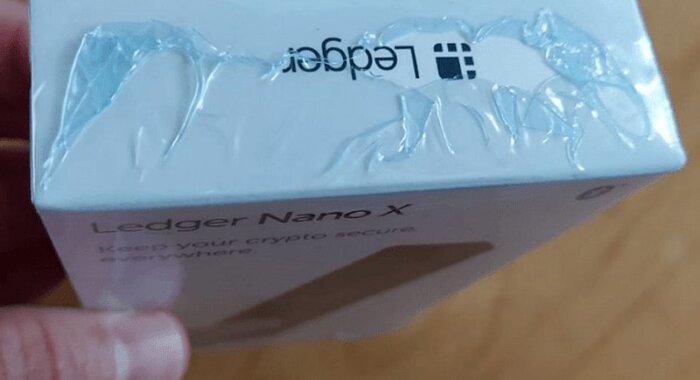 Ledger
Ledger Nano X
Keep your crypto secure,
everywhere